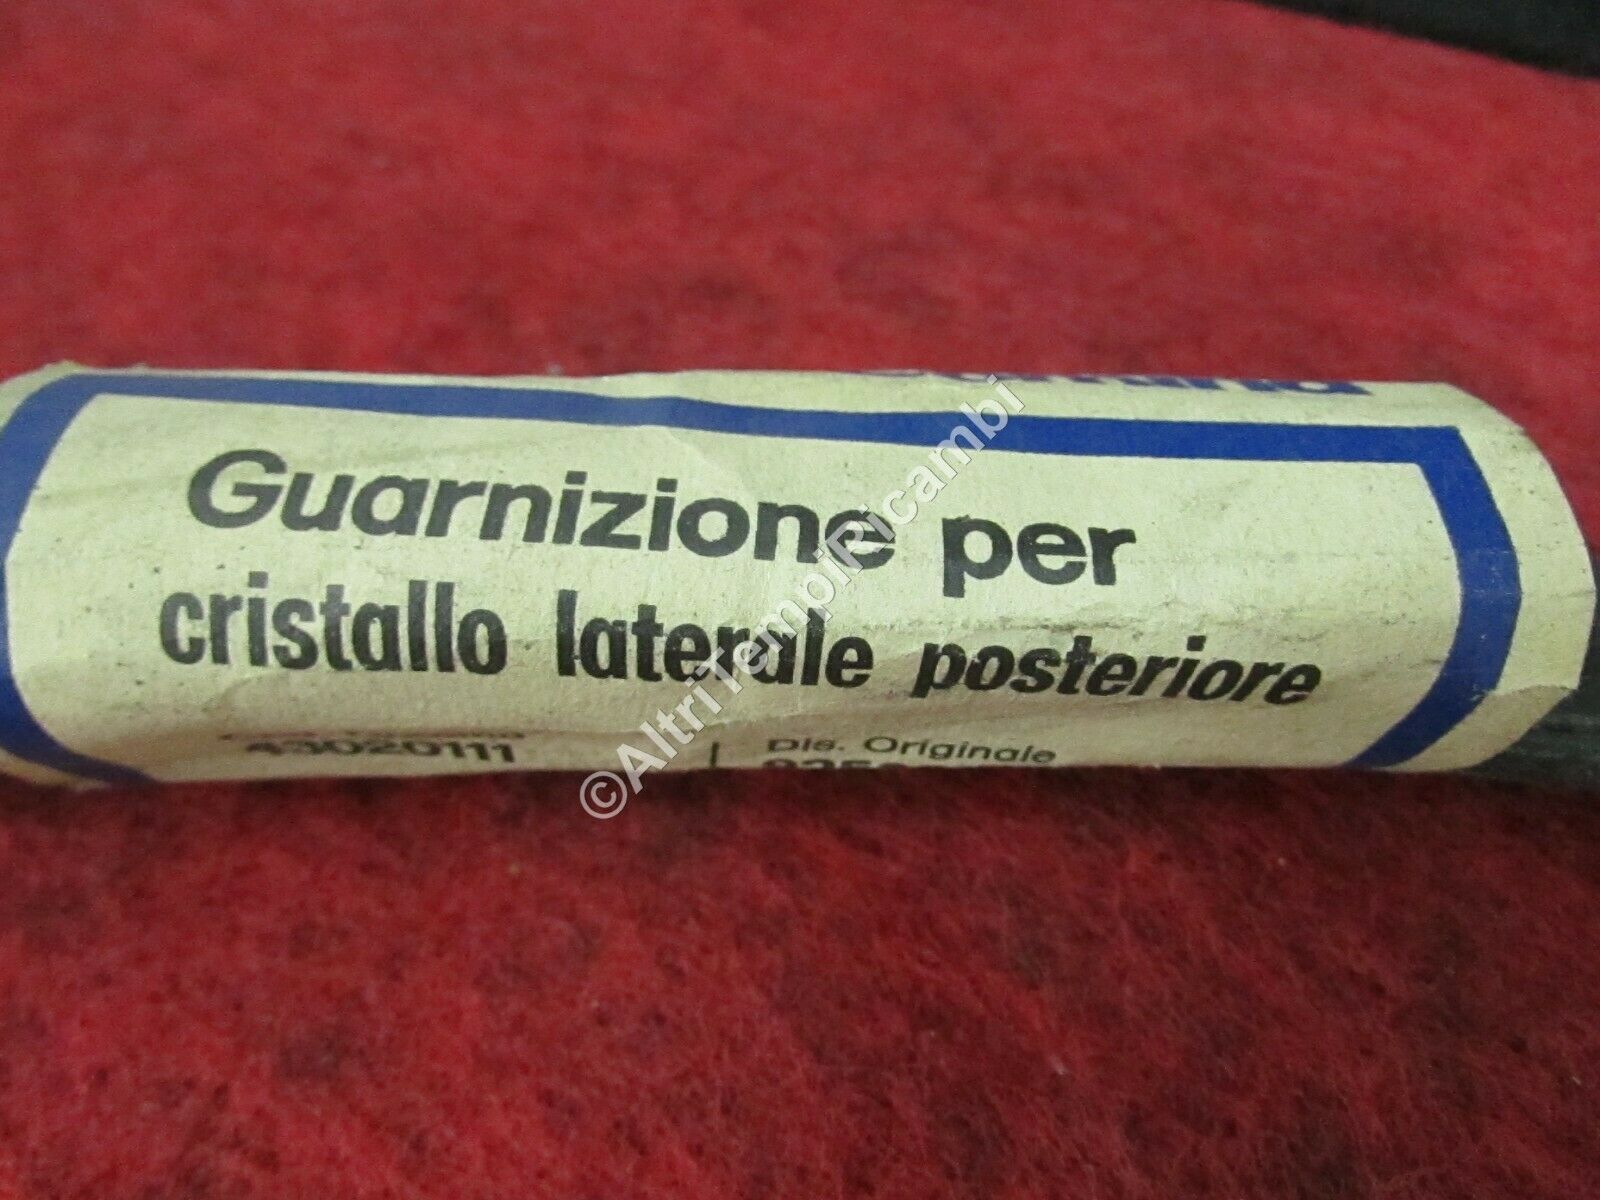 Guarnizione per
cristallo laterale posteriore
43020111
Dis. Originale
©AltriTempiRicambi